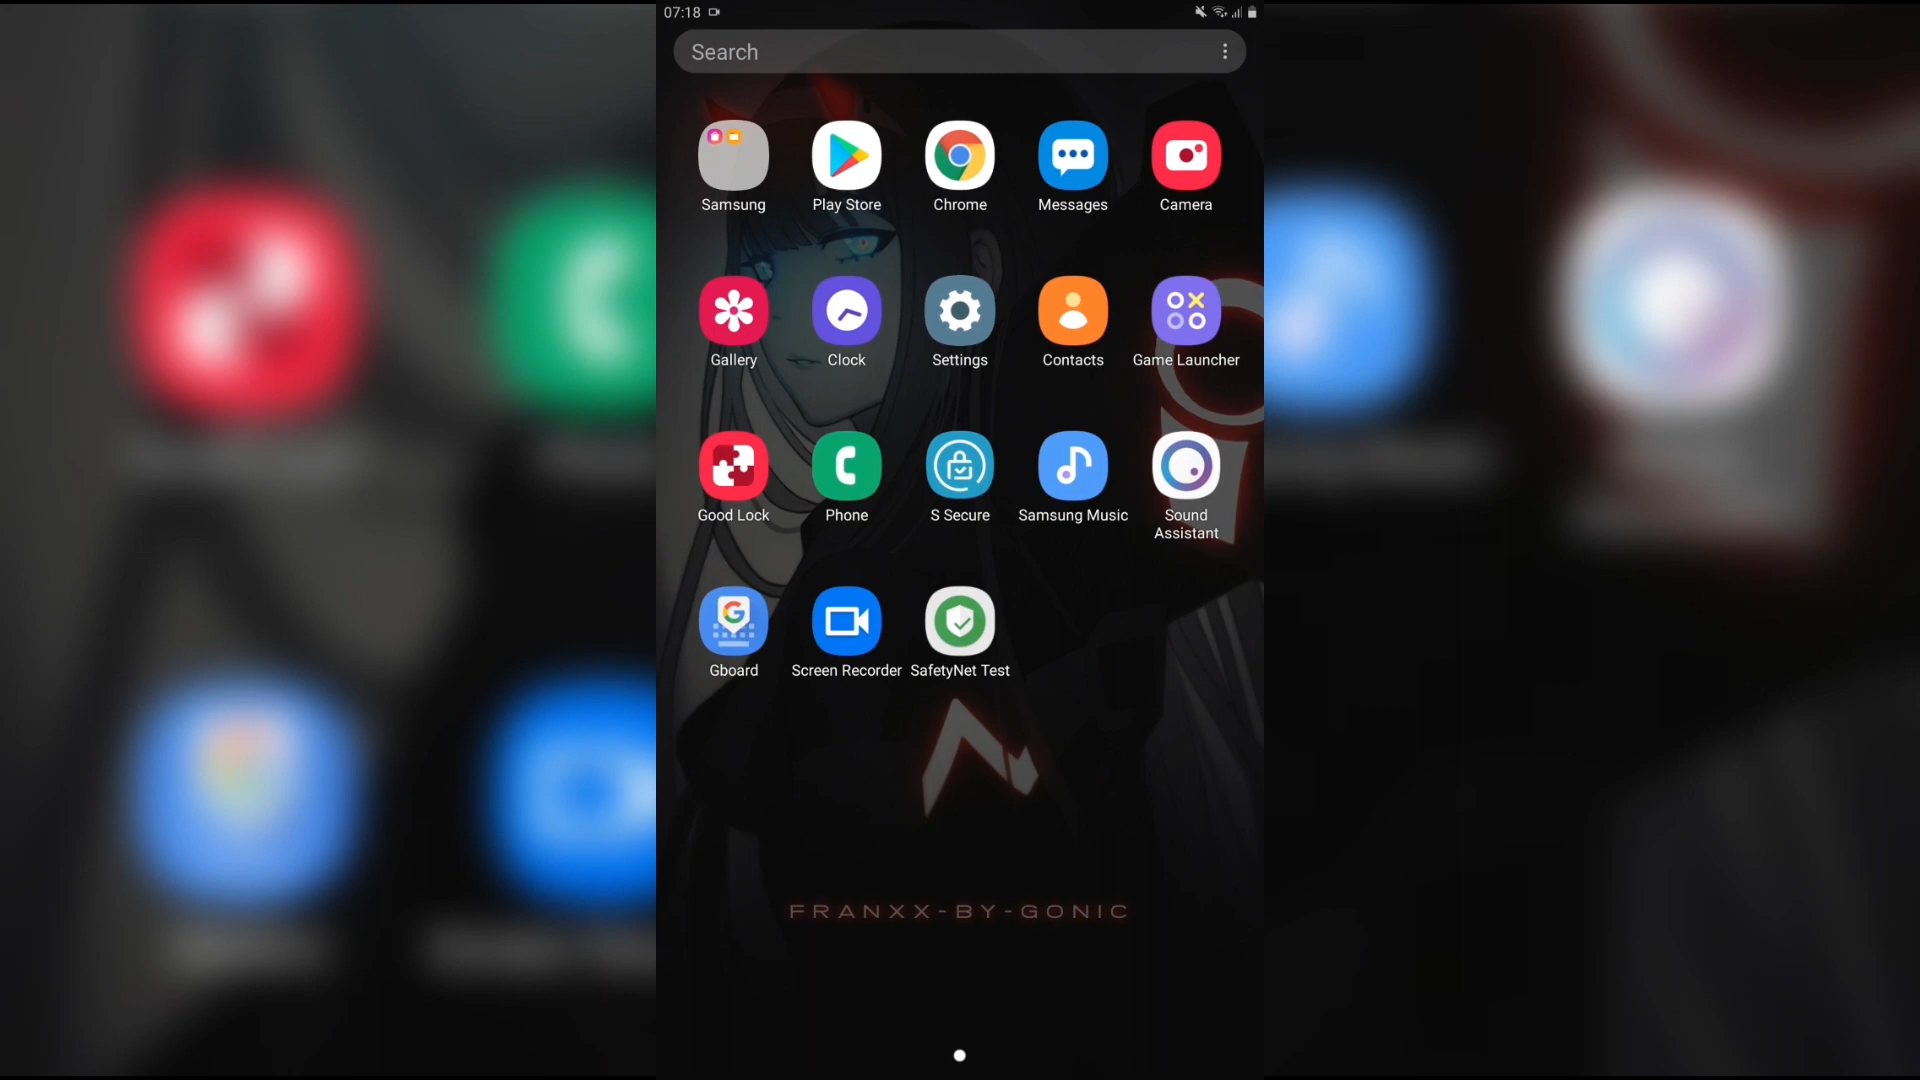 07:18
Search
Samsung
Play Store
Chrome
Messages
Camera
Gallery
Clock
Settings
Contacts
Game Launcher
Good Lock
Phone
S Secure
Samsung Music
Sound
Assistant
Gboard
Screen Recorder
SafetyNet Test
FRANXX-BY-GONIC